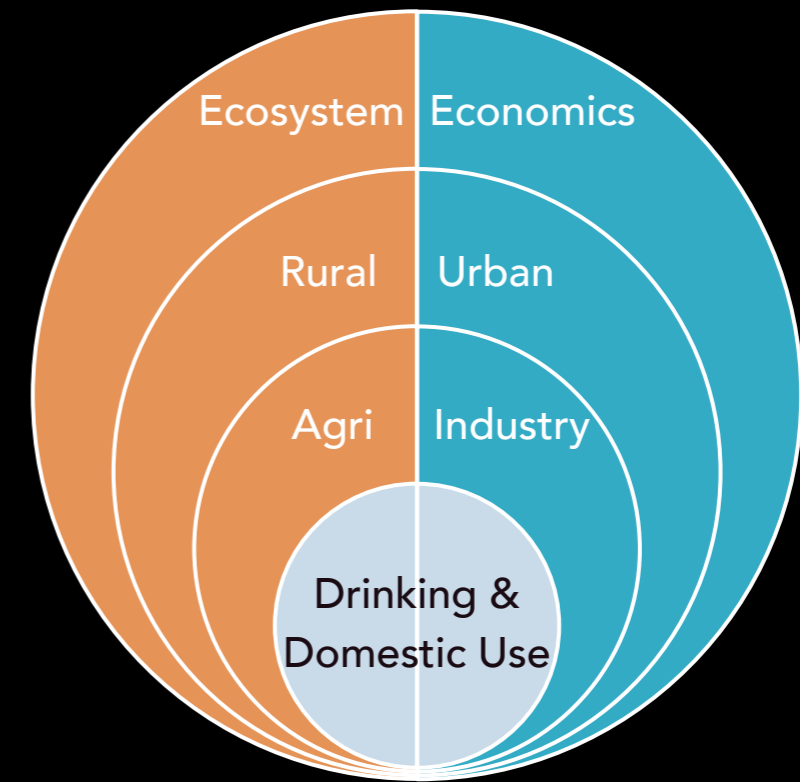 Ecosystem Economics
Rural Urban
Agri Industry
Drinking &
Domestic Use